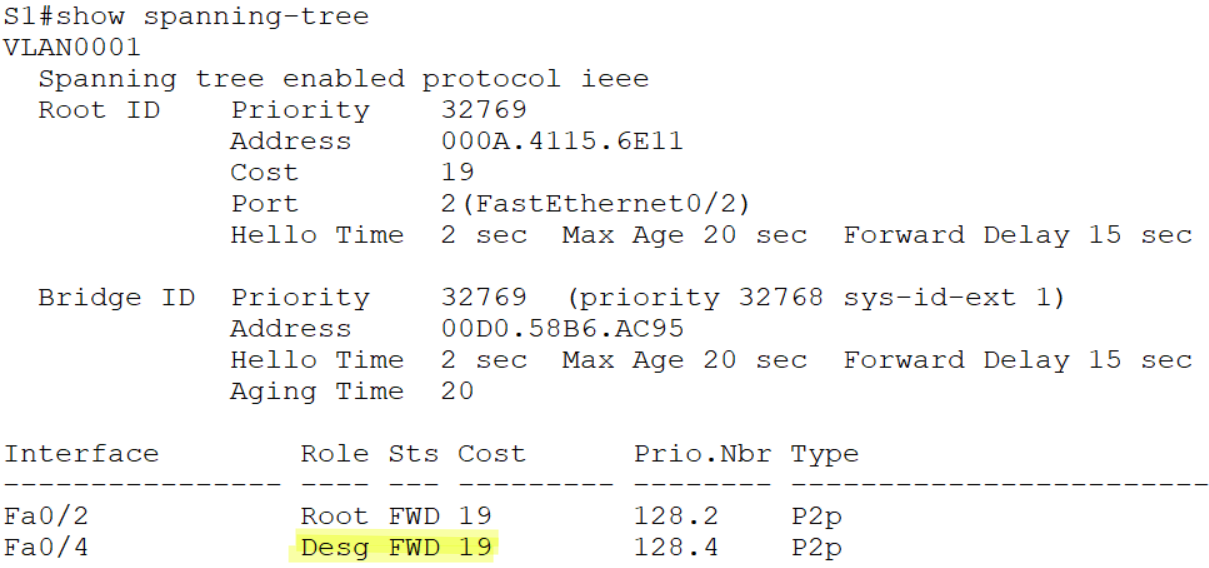 S1#show spanning-tree
VLAN0001
  Spanning tree enabled protocol ieee
  Root ID    Priority    32769
             Address     000A.4115.6E11
             Cost        19
             Port        2(FastEthernet0/2)
             Hello Time  2 sec  Max Age 20 sec  Forward Delay 15 sec

  Bridge ID  Priority    32769  (priority 32768 sys-id-ext 1)
             Address     00D0.58B6.AC95
             Hello Time  2 sec  Max Age 20 sec  Forward Delay 15 sec
             Aging Time  20

Interface        Role Sts Cost      Prio.Nbr Type
---------------- ---- --- --------- -------- ------------------------
Fa0/2            Root FWD 19        128.2    P2p
Fa0/4            Desg FWD 19        128.4    P2p